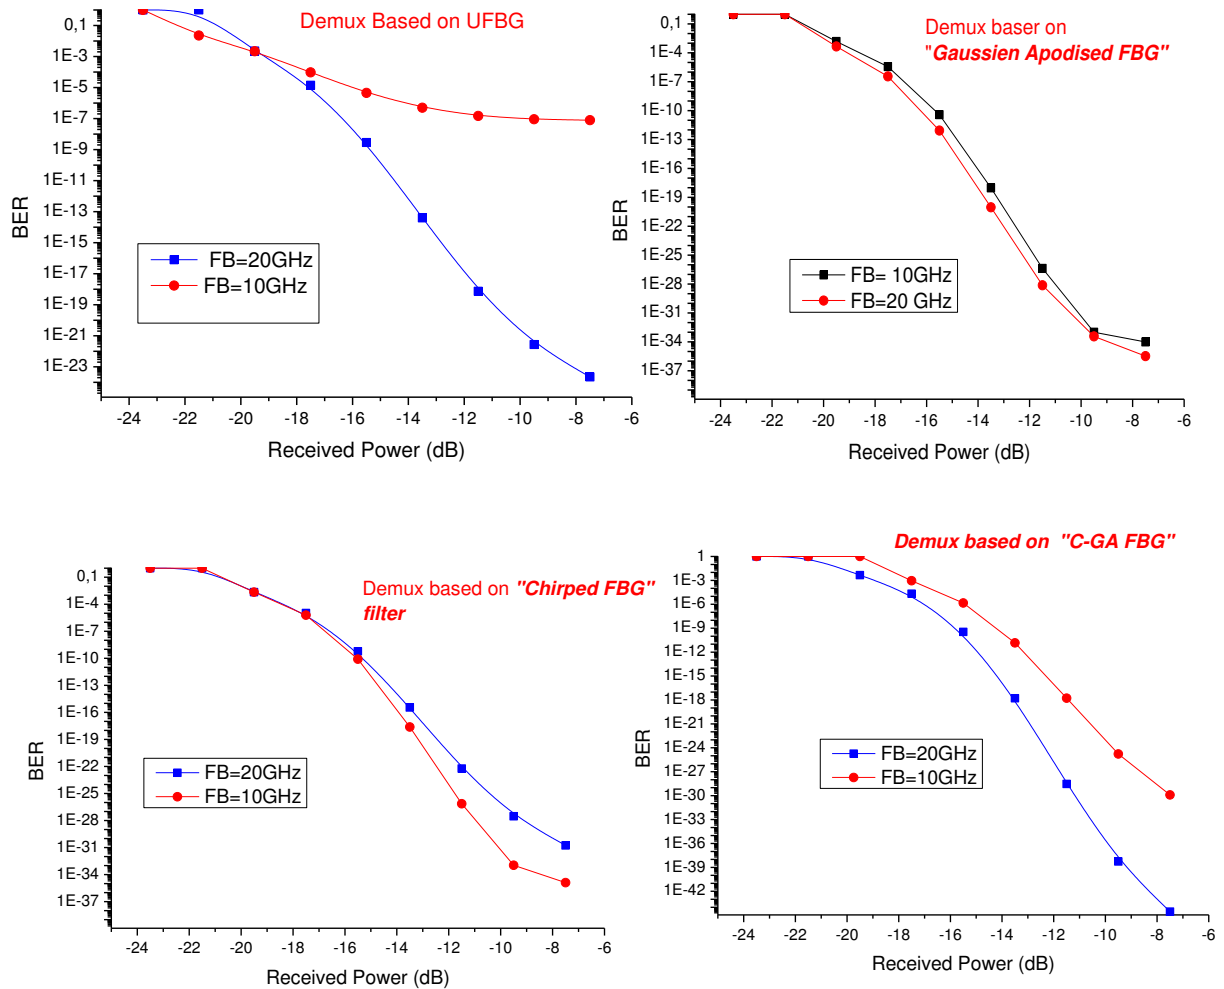 Demux Based on UFBG
0,1
1E-3
1E-5
1E-7
1E-9
1E-11
1E-13
1E-15
1E-17
1E-19
1E-21
1E-23
BER
FB=20GHz
FB=10GHz
-24 -22 -20 -18 -16 -14 -12 -10 -8 -6
Received Power (dB)
Demux baser on
"Gaussien Apodised FBG"
0,1
1E-4
1E-7
1E-10
1E-13
1E-16
1E-19
1E-22
1E-25
1E-28
1E-31
1E-34
1E-37
BER
FB= 10GHz
FB=20 GHz
-24 -22 -20 -18 -16 -14 -12 -10 -8 -6
Received Power (dB)
Demux based on "Chirped FBG"
filter
0,1
1E-4
1E-7
1E-10
1E-13
1E-16
1E-19
1E-22
1E-25
1E-28
1E-31
1E-34
1E-37
BER
FB=20GHz
FB=10GHz
-24 -22 -20 -18 -16 -14 -12 -10 -8 -6
Received Power (dB)
Demux based on "C-GA FBG"
1
1E-3
1E-6
1E-9
1E-12
1E-15
1E-18
1E-21
1E-24
1E-27
1E-30
1E-33
1E-36
1E-39
1E-42
BER
FB=20GHz
FB=10GHz
-24 -22 -20 -18 -16 -14 -12 -10 -8 -6
Received Power (dB)